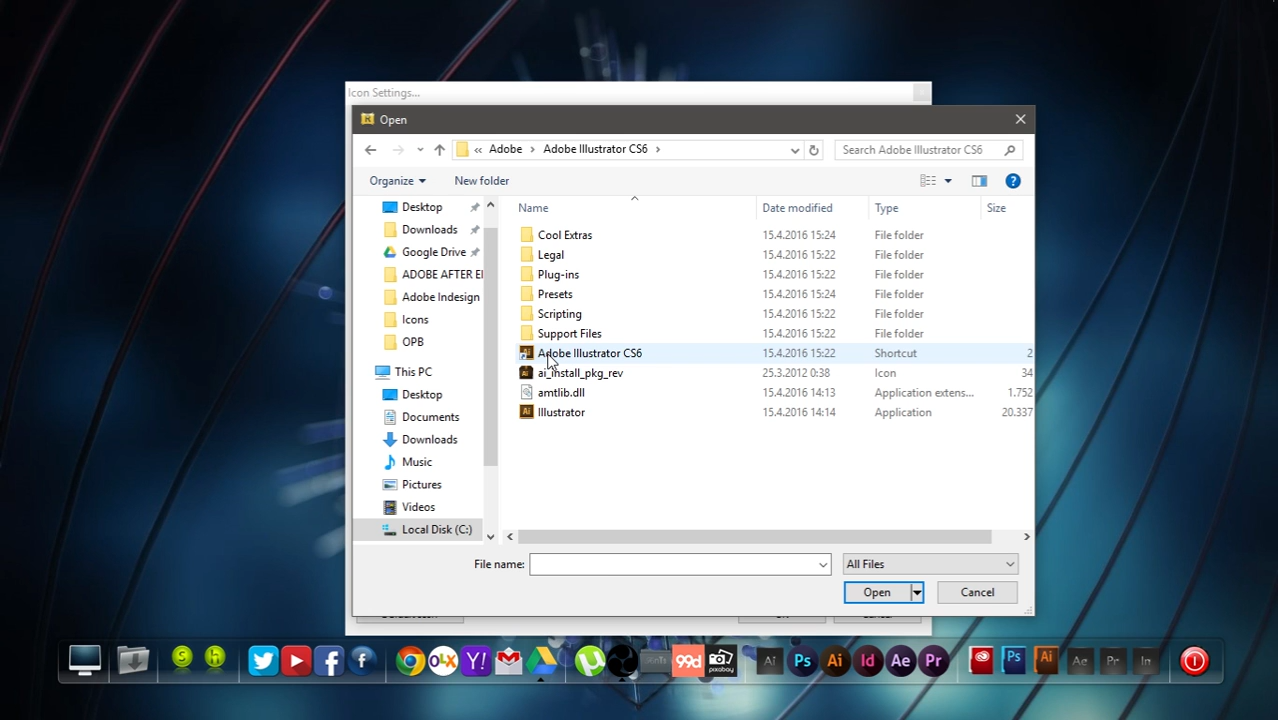 Icon Settings...
Open
« Adobe > Adobe Illustrator CS6 >
Search Adobe Illustrator CS6
Organize
New folder
Name
Date modified
Type
Size
Desktop
Downloads
Google Drive
ADOBE AFTER EI
Adobe Indesign
Icons
OPB
This PC
Desktop
Documents
Downloads
Music
Pictures
Videos
Local Disk (C:)
Cool Extras 15.4.2016 15:24 File folder
Legal 15.4.2016 15:22 File folder
Plug-ins 15.4.2016 15:22 File folder
Presets 15.4.2016 15:24 File folder
Scripting 15.4.2016 15:22 File folder
Support Files 15.4.2016 15:22 File folder
Adobe Illustrator CS6 15.4.2016 15:22 Shortcut 2
ai_install_pkg_rev 25.3.2012 0:38 Icon 34
amtlib.dll 15.4.2016 14:13 Application extens... 1.752
Illustrator 15.4.2016 14:14 Application 20.337
File name:
All Files
Open
Cancel
s h f f OLX Y! 99d pixabay Ai Ps Ai Id Ae Pr Ps Ai Ae Pr In